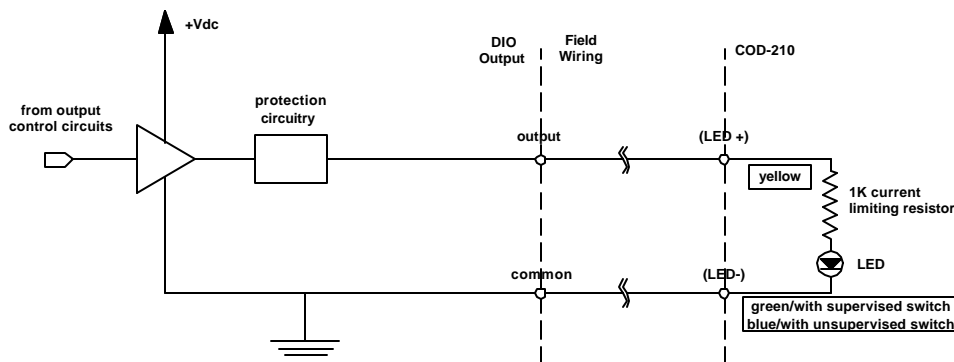 +Vdc
DIO
Output
Field
Wiring
COD-210
from output
control circuits
protection
circuitry
output
(LED +)
yellow
1K current
limiting resistor
LED
common
(LED-)
green/with supervised switch
blue/with unsupervised switch